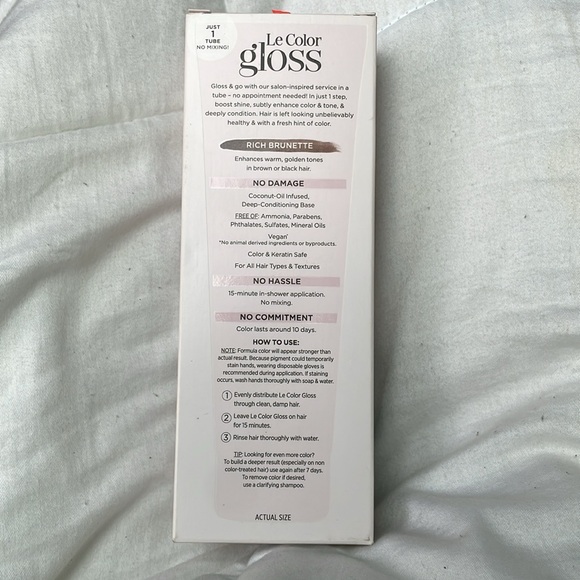 JUST
1
TUBE
NO MIXING!
Le Color
gloss
Gloss & go with our salon-inspired service in a
tube – no appointment needed! In just 1 step,
boost shine, subtly enhance color & tone, &
deeply condition. Hair is left looking unbelievably
healthy & with a fresh hint of color.
RICH BRUNETTE
Enhances warm, golden tones
in brown or black hair.
NO DAMAGE
Coconut-Oil Infused,
Deep-Conditioning Base
FREE OF: Ammonia, Parabens,
Phthalates, Sulfates, Mineral Oils
Vegan*
*No animal derived ingredients or byproducts.
Color & Keratin Safe
For All Hair Types & Textures
NO HASSLE
15-minute in-shower application.
No mixing.
NO COMMITMENT
Color lasts around 10 days.
HOW TO USE:
NOTE: Formula color will appear stronger than
actual result. Because pigment could temporarily
stain hands, wearing disposable gloves is
recommended during application. If staining
occurs, wash hands thoroughly with soap & water.
1 Evenly distribute Le Color Gloss
through clean, damp hair.
2 Leave Le Color Gloss on hair
for 15 minutes.
3 Rinse hair thoroughly with water.
TIP: Looking for even more color?
To build a deeper result (especially on non
color-treated hair) use again after 7 days.
To remove color if desired,
use a clarifying shampoo.
ACTUAL SIZE